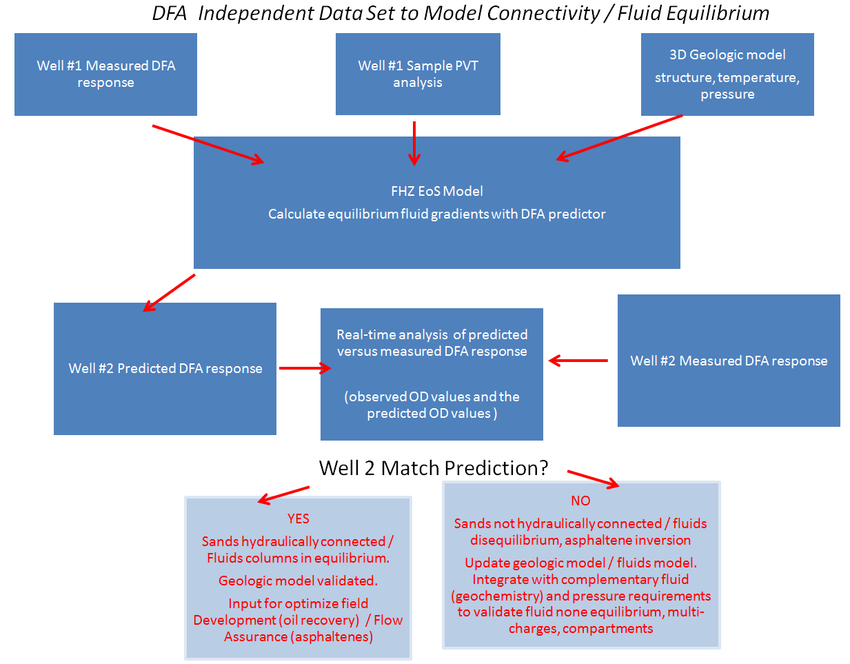 DFA Independent Data Set to Model Connectivity / Fluid Equilibrium
Well #1 Measured DFA
response
Well #1 Sample PVT
analysis
3D Geologic model
structure, temperature,
pressure
FHZ EoS Model
Calculate equilibrium fluid gradients with DFA predictor
Well #2 Predicted DFA response
Real-time analysis of predicted
versus measured DFA response
(observed OD values and the
predicted OD values )
Well #2 Measured DFA response
Well 2 Match Prediction?
YES
Sands hydraulically connected /
Fluids columns in equilibrium.
Geologic model validated.
Input for optimize field
Development (oil recovery) / Flow
Assurance (asphaltenes)
NO
Sands not hydraulically connected / fluids
disequilibrium, asphaltene inversion
Update geologic model / fluids model.
Integrate with complementary fluid
(geochemistry) and pressure requirements
to validate fluid none equilibrium, multi-
charges, compartments